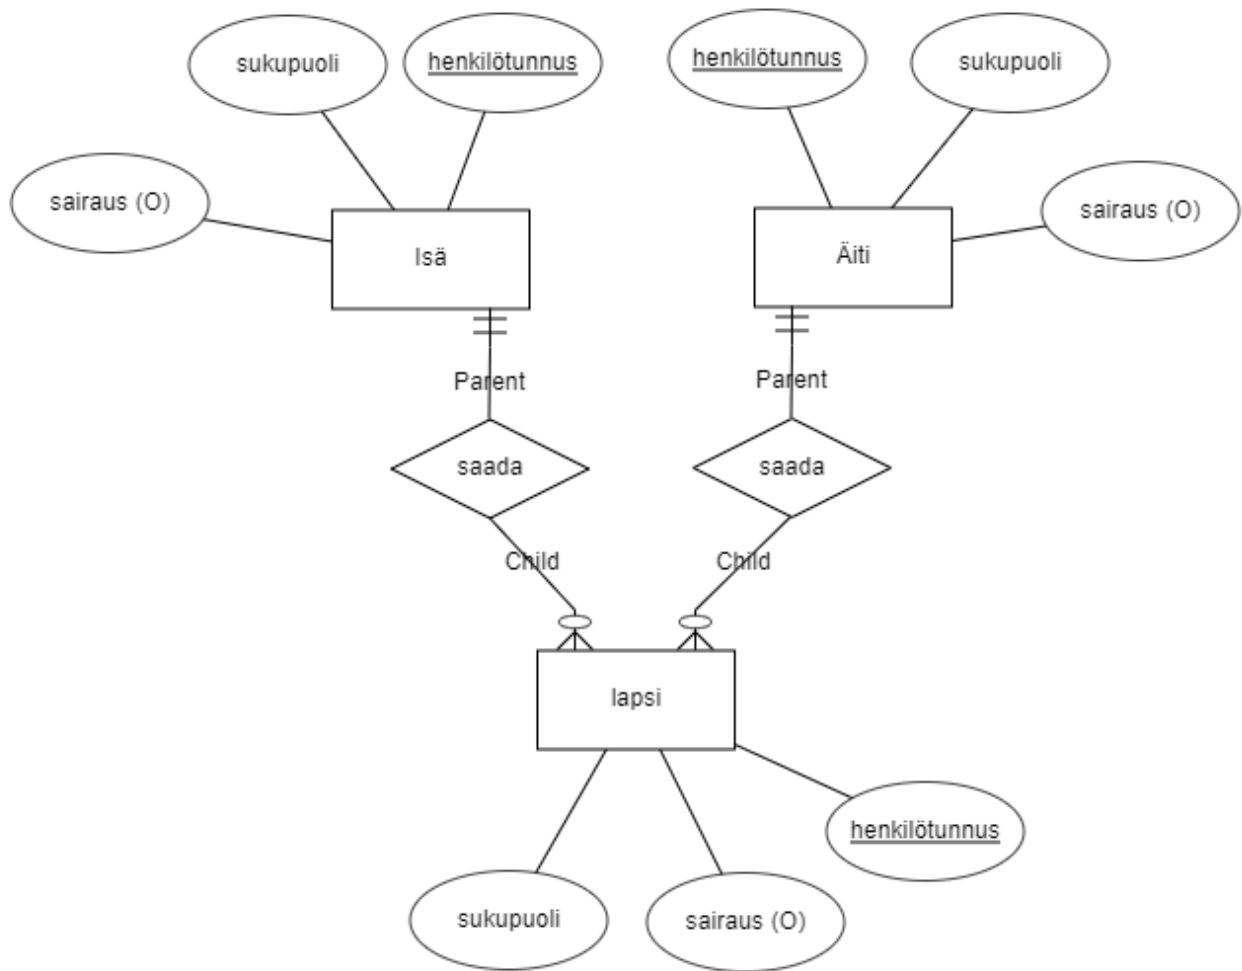 sukupuoli
henkilötunnus
henkilötunnus
sukupuoli
sairaus (O)
sairaus (O)
Isä
Äiti
Parent
Parent
saada
saada
Child
Child
lapsi
henkilötunnus
sukupuoli
sairaus (O)